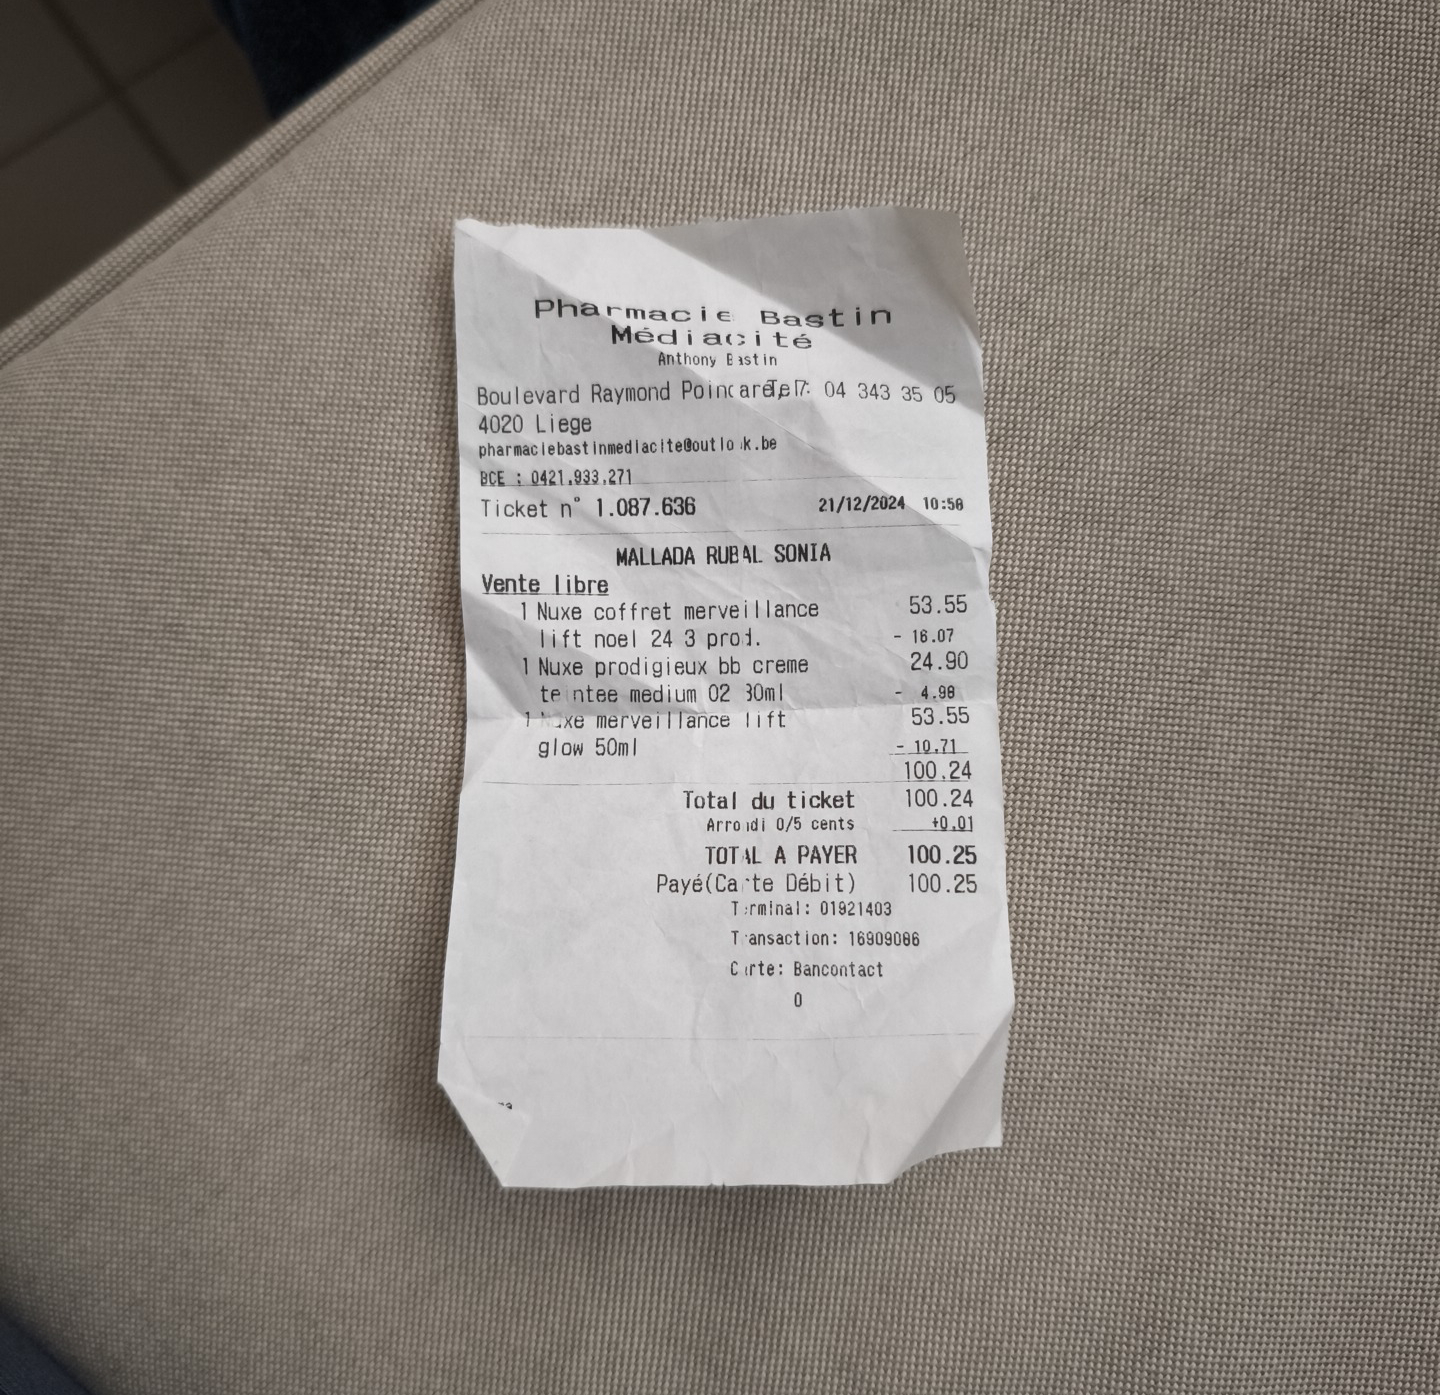 Pharmacie Bastin
Médiacité
Anthony Bastin
Boulevard Raymond Poincaré, 7 Tel: 04 343 35 05
4020 Liege
pharmaciebastinmediacite@outlook.be
BCE : 0421.933.271
Ticket n° 1.087.636 21/12/2024 10:58
MALLADA RUBAL SONIA
Vente libre
1 Nuxe coffret merveillance 53.55
lift noel 24 3 prod. - 16.07
1 Nuxe prodigieux bb creme 24.90
teintee medium 02 30ml - 4.98
1 Nuxe merveillance lift 53.55
glow 50ml - 10.71
100.24
Total du ticket 100.24
Arrondi 0/5 cents +0.01
TOTAL A PAYER 100.25
Payé(Carte Débit) 100.25
Terminal: 01921403
Transaction: 16909086
Carte: Bancontact
0